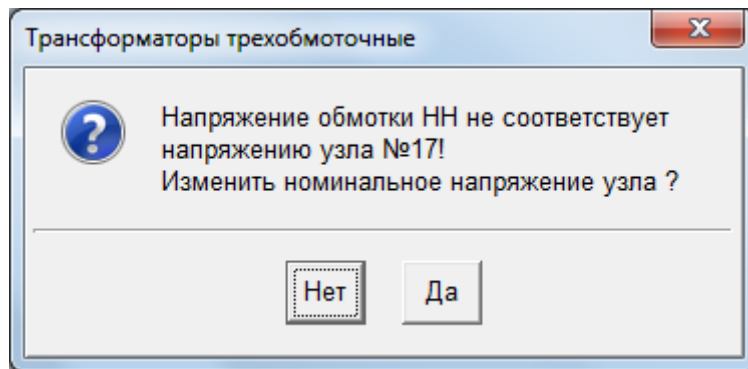 Трансформаторы трехобмоточные
Напряжение обмотки НН не соответствует
напряжению узла №17!
Изменить номинальное напряжение узла ?
Нет
Да